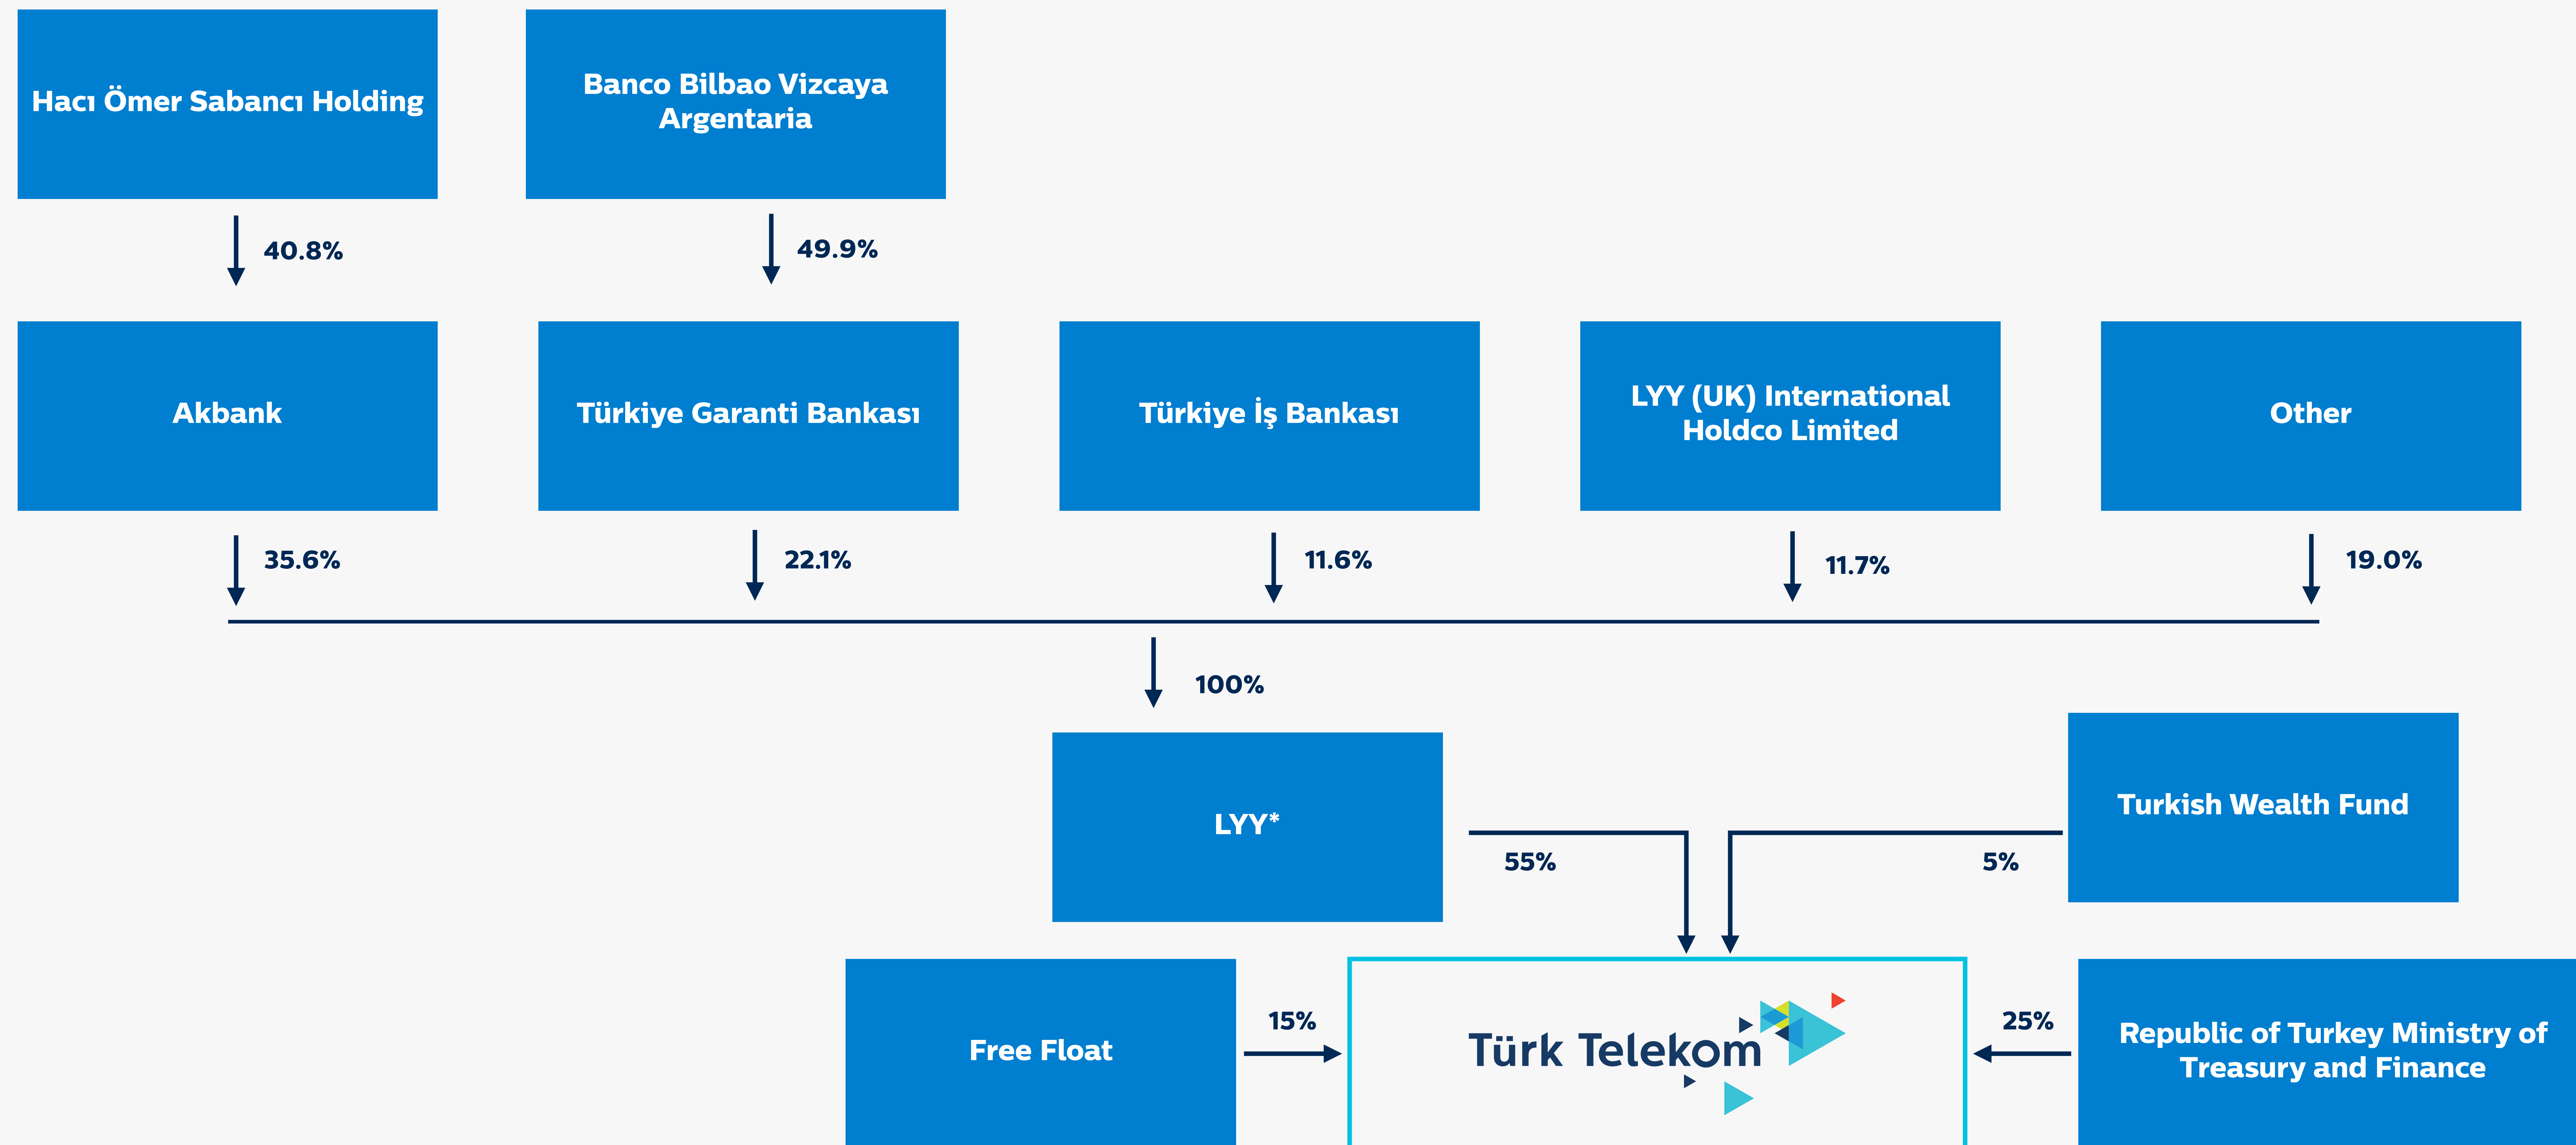 Hacı Ömer Sabancı Holding
Banco Bilbao Vizcaya
Argentaria
40.8%
49.9%
Akbank
Türkiye Garanti Bankası
Türkiye İş Bankası
LYY (UK) International
Holdco Limited
Other
35.6%
22.1%
11.6%
11.7%
19.0%
100%
LYY*
Turkish Wealth Fund
55%
5%
Free Float
15%
Türk Telekom
25%
Republic of Turkey Ministry of
Treasury and Finance